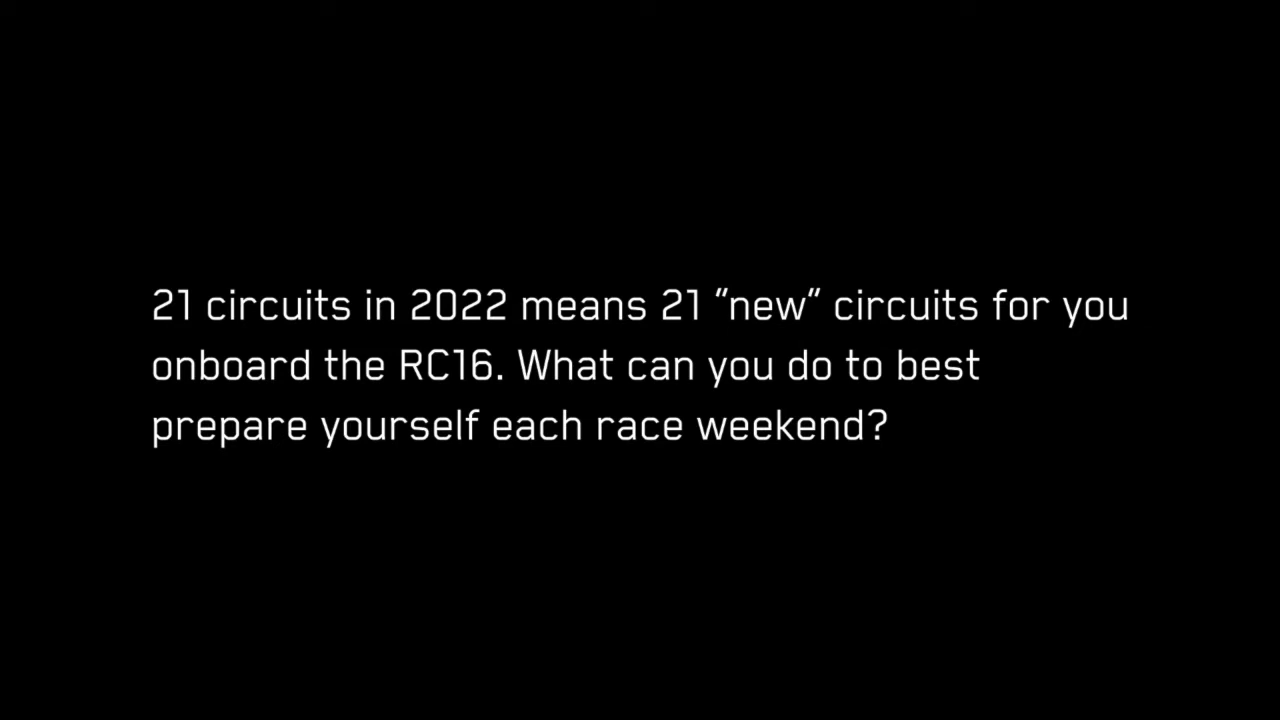 21 circuits in 2022 means 21 “new” circuits for you
onboard the RC16. What can you do to best
prepare yourself each race weekend?